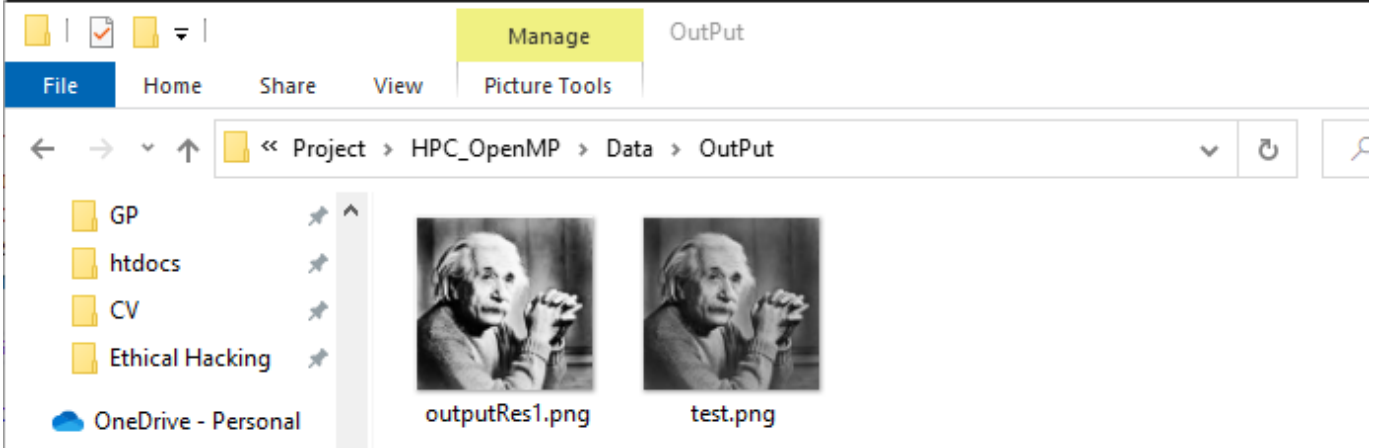 Manage OutPut
File Home Share View Picture Tools
« Project > HPC_OpenMP > Data > OutPut
GP
htdocs
CV
Ethical Hacking
OneDrive - Personal
outputRes1.png test.png